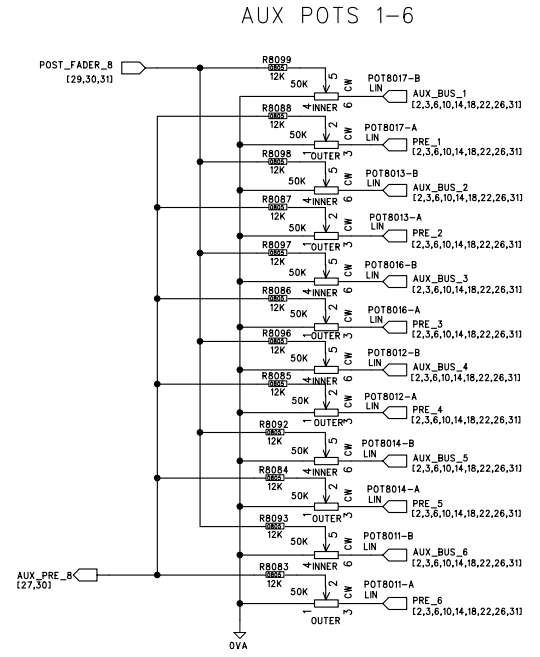 AUX POTS 1-6
POST_FADER_8
[29,30,31]
R8099
0805
12K
50K
5
4 INNER 6
CW
POT8017-B
LIN
AUX_BUS_1
[2,3,6,10,14,18,22,26,31]
R8088
0805
12K
50K
2
1 OUTER 3
CW
POT8017-A
LIN
PRE_1
[2,3,6,10,14,18,22,26,31]
R8098
0805
12K
50K
5
4 INNER 6
CW
POT8013-B
LIN
AUX_BUS_2
[2,3,6,10,14,18,22,26,31]
R8087
0805
12K
50K
2
1 OUTER 3
CW
POT8013-A
LIN
PRE_2
[2,3,6,10,14,18,22,26,31]
R8097
0805
12K
50K
5
4 INNER 6
CW
POT8016-B
LIN
AUX_BUS_3
[2,3,6,10,14,18,22,26,31]
R8086
0805
12K
50K
2
1 OUTER 3
CW
POT8016-A
LIN
PRE_3
[2,3,6,10,14,18,22,26,31]
R8096
0805
12K
50K
5
4 INNER 6
CW
POT8012-B
LIN
AUX_BUS_4
[2,3,6,10,14,18,22,26,31]
R8085
0805
12K
50K
2
1 OUTER 3
CW
POT8012-A
LIN
PRE_4
[2,3,6,10,14,18,22,26,31]
R8092
0805
12K
50K
5
4 INNER 6
CW
POT8014-B
LIN
AUX_BUS_5
[2,3,6,10,14,18,22,26,31]
R8084
0805
12K
50K
2
1 OUTER 3
CW
POT8014-A
LIN
PRE_5
[2,3,6,10,14,18,22,26,31]
R8093
0805
12K
50K
5
4 INNER 6
CW
POT8011-B
LIN
AUX_BUS_6
[2,3,6,10,14,18,22,26,31]
AUX_PRE_8
[27,30]
R8083
0805
12K
50K
2
1 OUTER 3
CW
POT8011-A
LIN
PRE_6
[2,3,6,10,14,18,22,26,31]
0VA